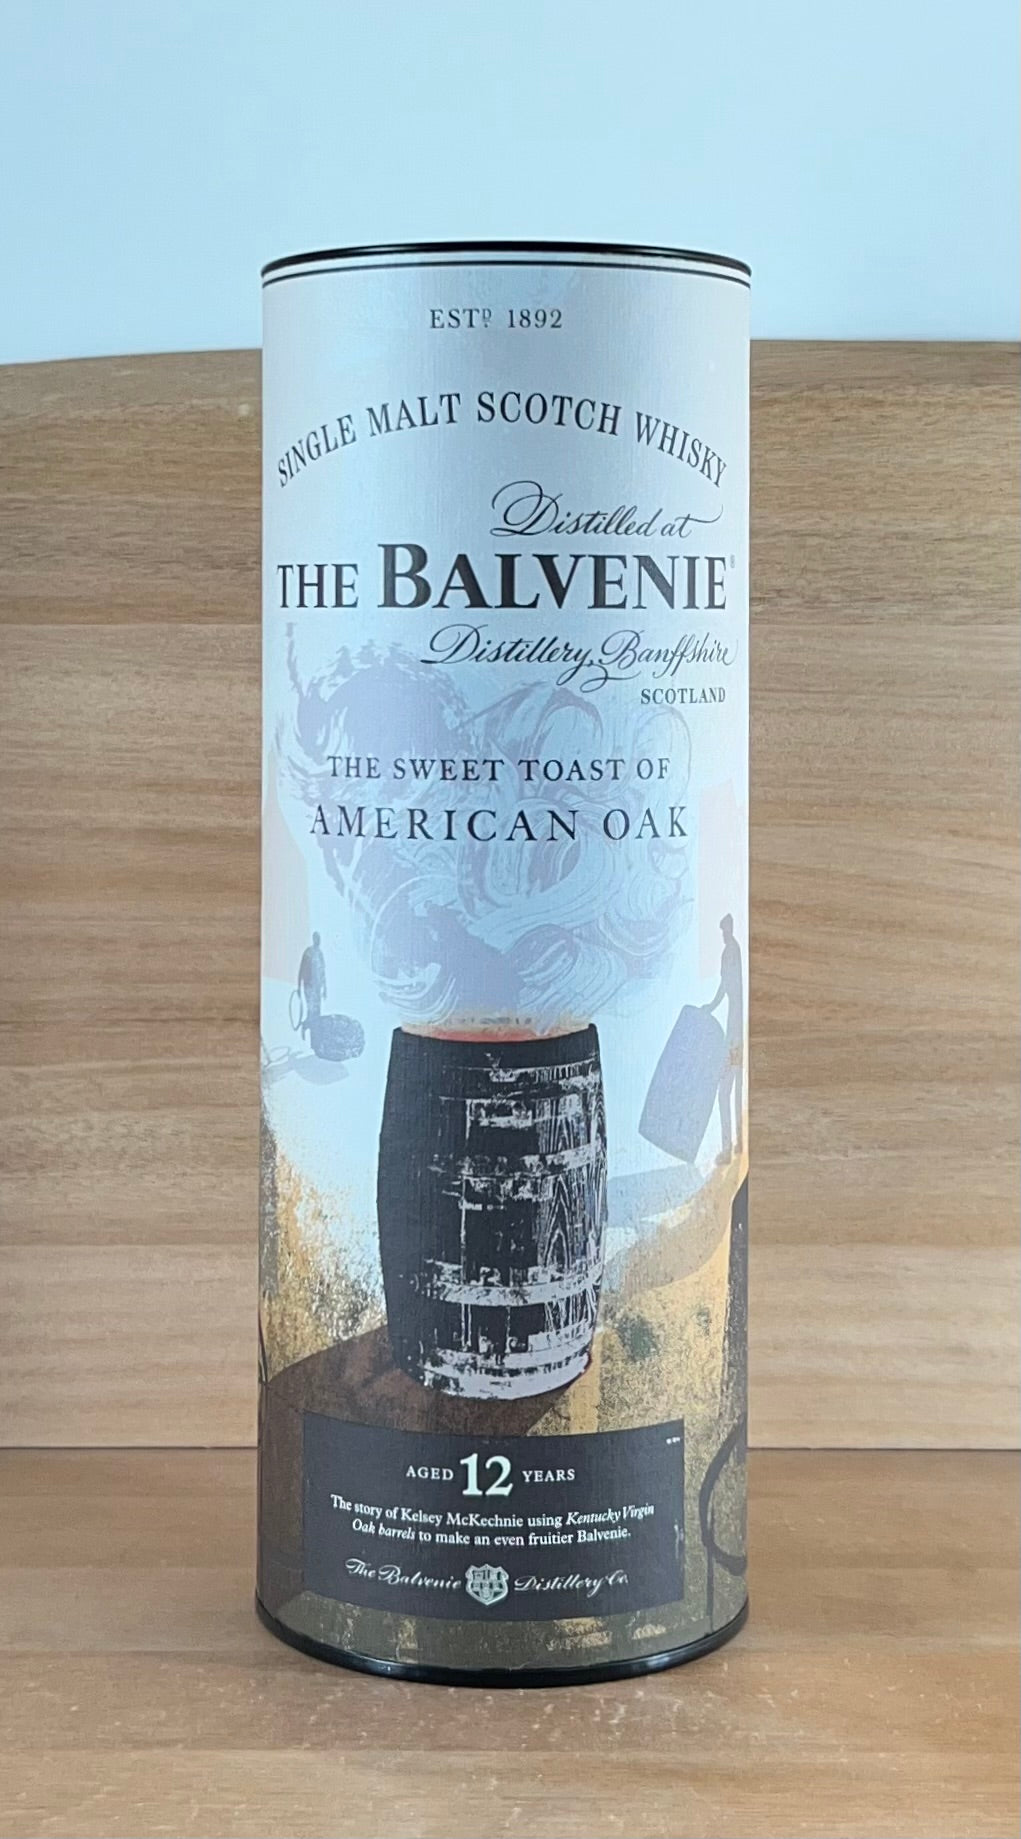 ESTD 1892
SINGLE MALT SCOTCH WHISKY
Distilled at
THE BALVENIE®
Distillery, Banffshire
SCOTLAND
THE SWEET TOAST OF
AMERICAN OAK
AGED 12 YEARS
The story of Kelsey McKechnie using Kentucky Virgin
Oak barrels to make an even fruitier Balvenie.
The Balvenie Distillery Co.